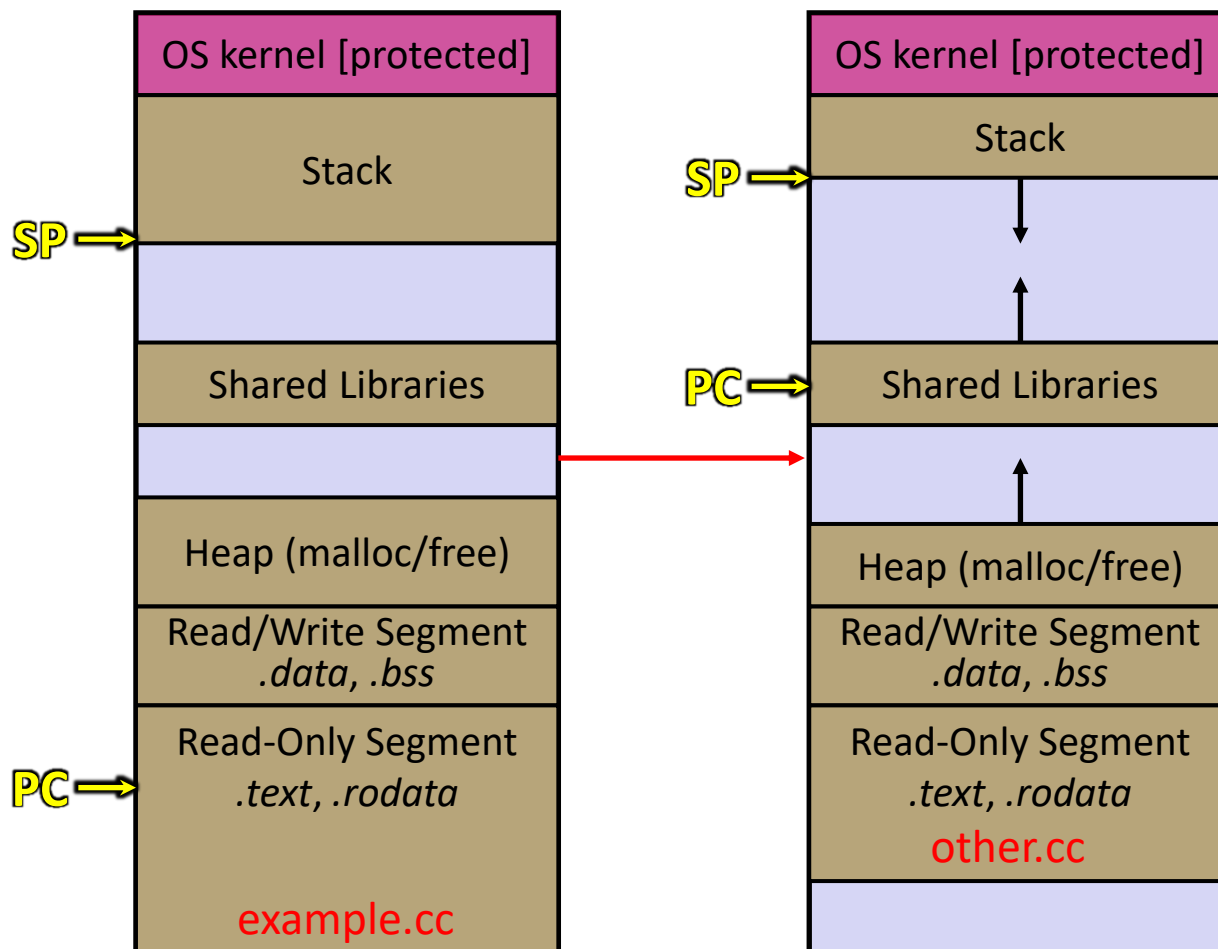 OS kernel [protected]
Stack
SP
Shared Libraries
Heap (malloc/free)
Read/Write Segment
.data, .bss
Read-Only Segment
PC
.text, .rodata
example.cc
OS kernel [protected]
Stack
SP
PC
Shared Libraries
Heap (malloc/free)
Read/Write Segment
.data, .bss
Read-Only Segment
.text, .rodata
other.cc